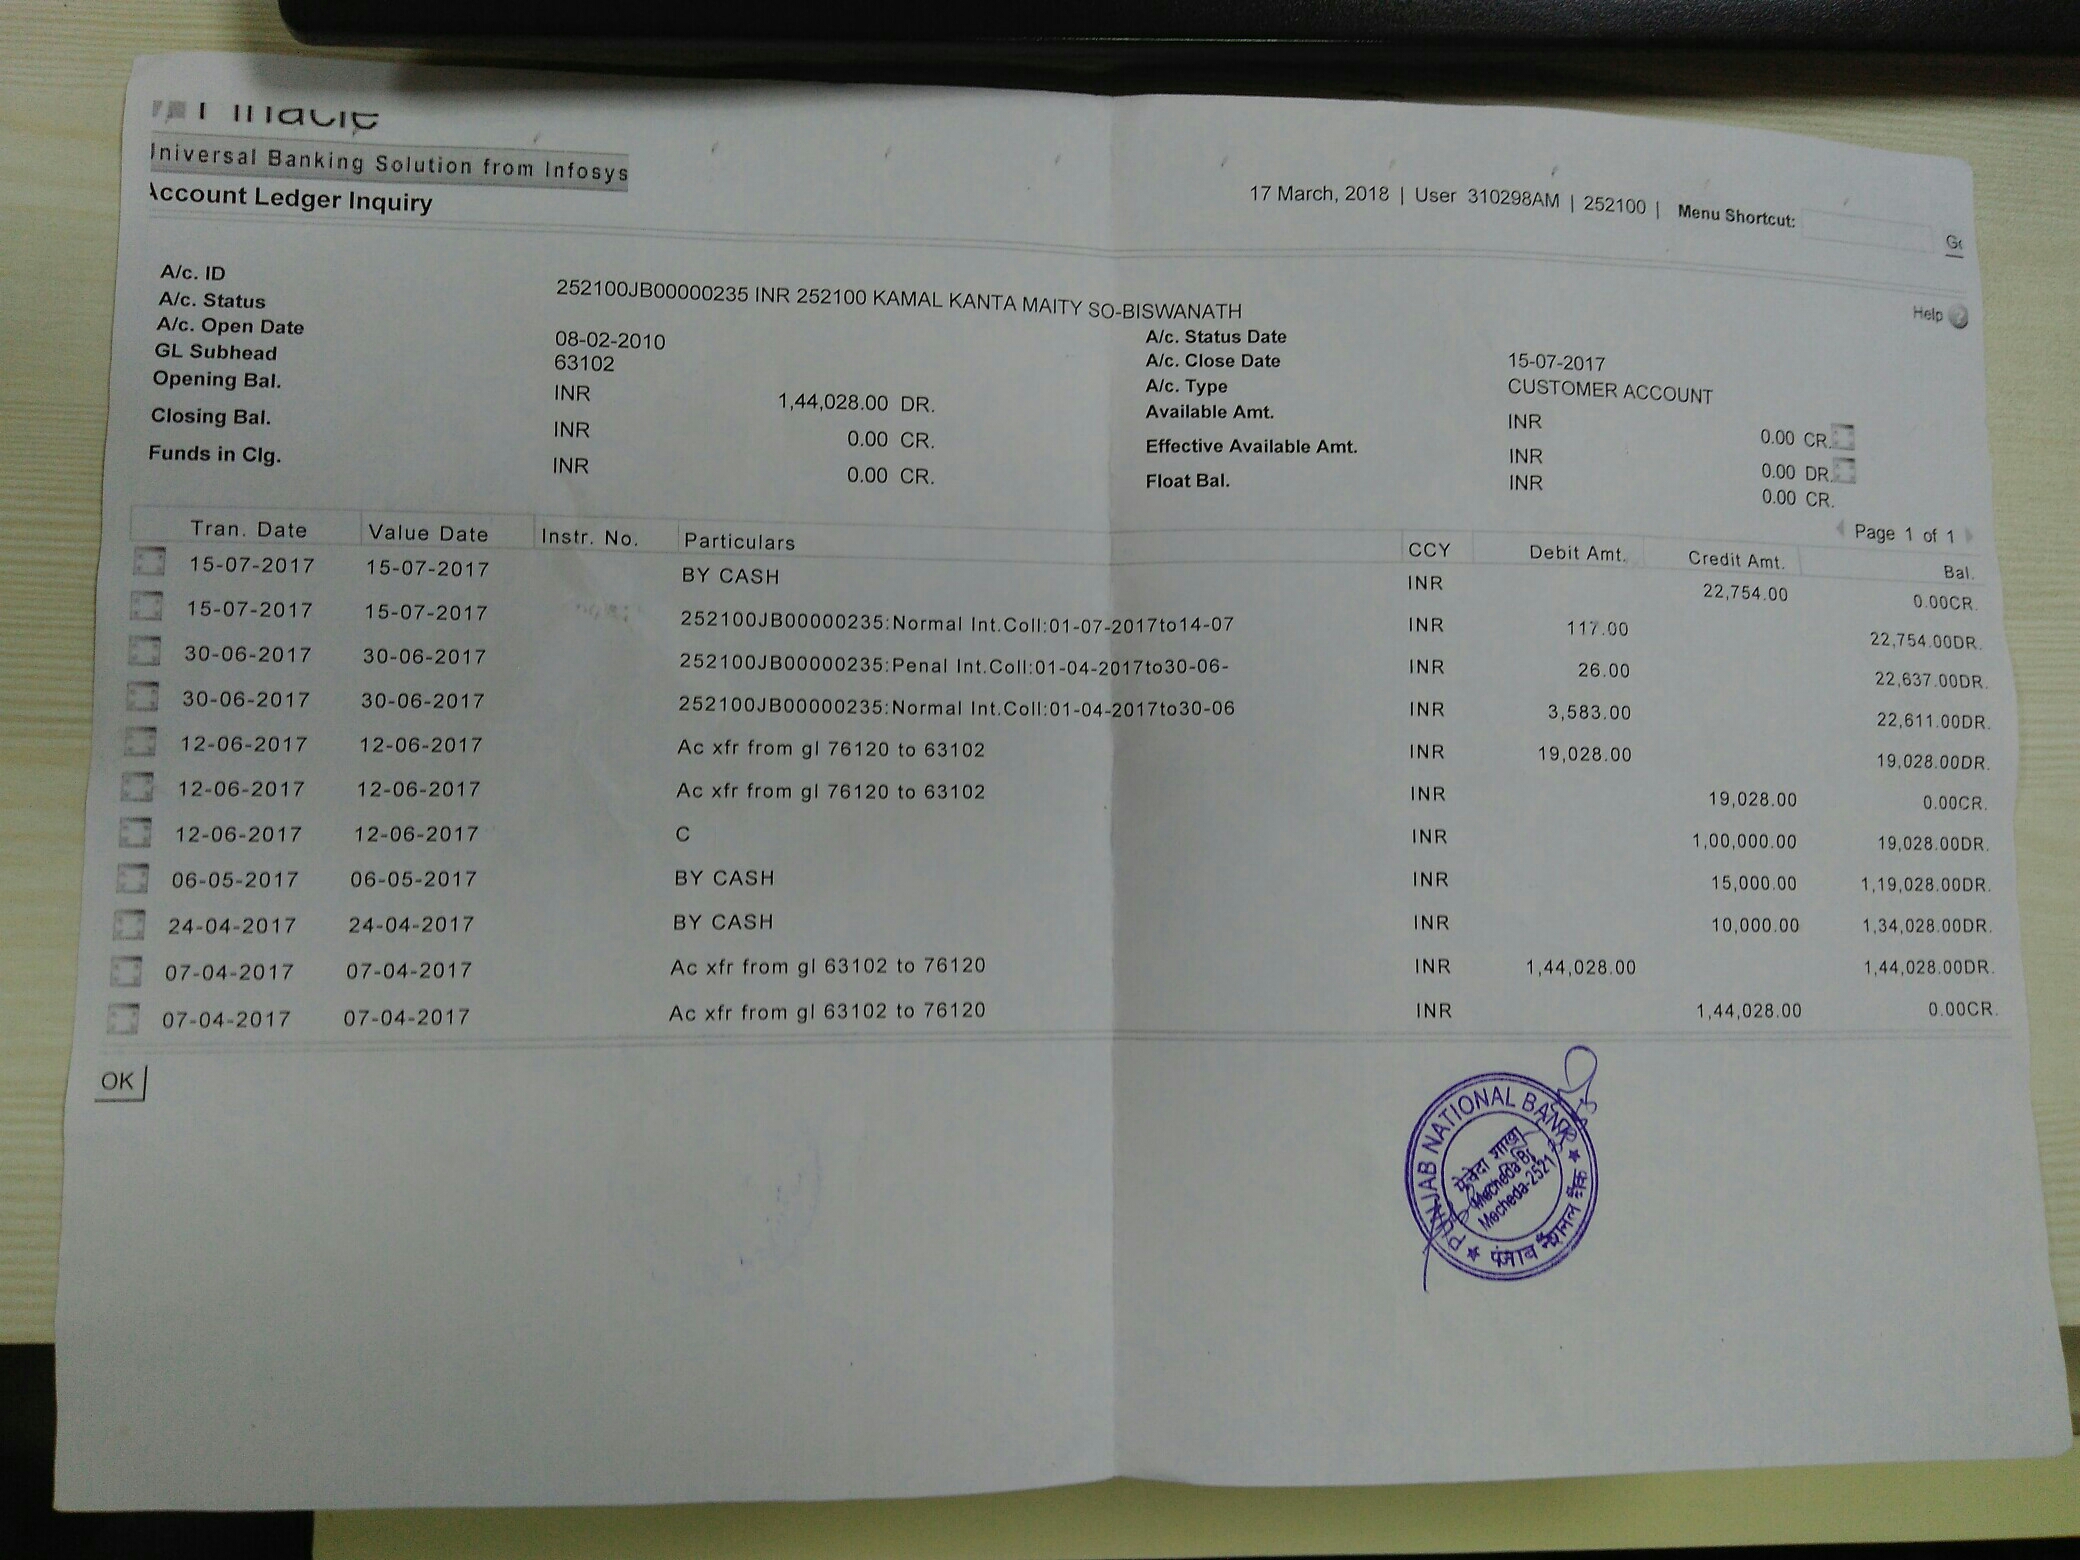 Finacle
Universal Banking Solution from Infosys
Account Ledger Inquiry
17 March, 2018 | User 310298AM | 252100 | Menu Shortcut:
Go
Help
A/c. ID 252100JB00000235 INR 252100 KAMAL KANTA MAITY SO-BISWANATH
A/c. Status A/c. Status Date
A/c. Open Date 08-02-2010 A/c. Close Date 15-07-2017
GL Subhead 63102 A/c. Type CUSTOMER ACCOUNT
Opening Bal. INR 1,44,028.00 DR. Available Amt. INR 0.00 CR.
Closing Bal. INR 0.00 CR. Effective Available Amt. INR 0.00 DR.
Funds in Clg. INR 0.00 CR. Float Bal. INR 0.00 CR.
Page 1 of 1
Tran. Date Value Date Instr. No. Particulars CCY Debit Amt. Credit Amt. Bal.
15-07-2017 15-07-2017 BY CASH INR 22,754.00 0.00CR.
15-07-2017 15-07-2017 252100JB00000235:Normal Int.Coll:01-07-2017to14-07 INR 117.00 22,754.00DR.
30-06-2017 30-06-2017 252100JB00000235:Penal Int.Coll:01-04-2017to30-06- INR 26.00 22,637.00DR.
30-06-2017 30-06-2017 252100JB00000235:Normal Int.Coll:01-04-2017to30-06 INR 3,583.00 22,611.00DR.
12-06-2017 12-06-2017 Ac xfr from gl 76120 to 63102 INR 19,028.00 19,028.00DR.
12-06-2017 12-06-2017 Ac xfr from gl 76120 to 63102 INR 19,028.00 0.00CR.
12-06-2017 12-06-2017 C INR 1,00,000.00 19,028.00DR.
06-05-2017 06-05-2017 BY CASH INR 15,000.00 1,19,028.00DR.
24-04-2017 24-04-2017 BY CASH INR 10,000.00 1,34,028.00DR.
07-04-2017 07-04-2017 Ac xfr from gl 63102 to 76120 INR 1,44,028.00 1,44,028.00DR.
07-04-2017 07-04-2017 Ac xfr from gl 63102 to 76120 INR 1,44,028.00 0.00CR.
OK
PUNJAB NATIONAL BANK
मेचेदा शाखा
Mecheda Br.
Mecheda-2521
पंजाब नैशनल बैंक